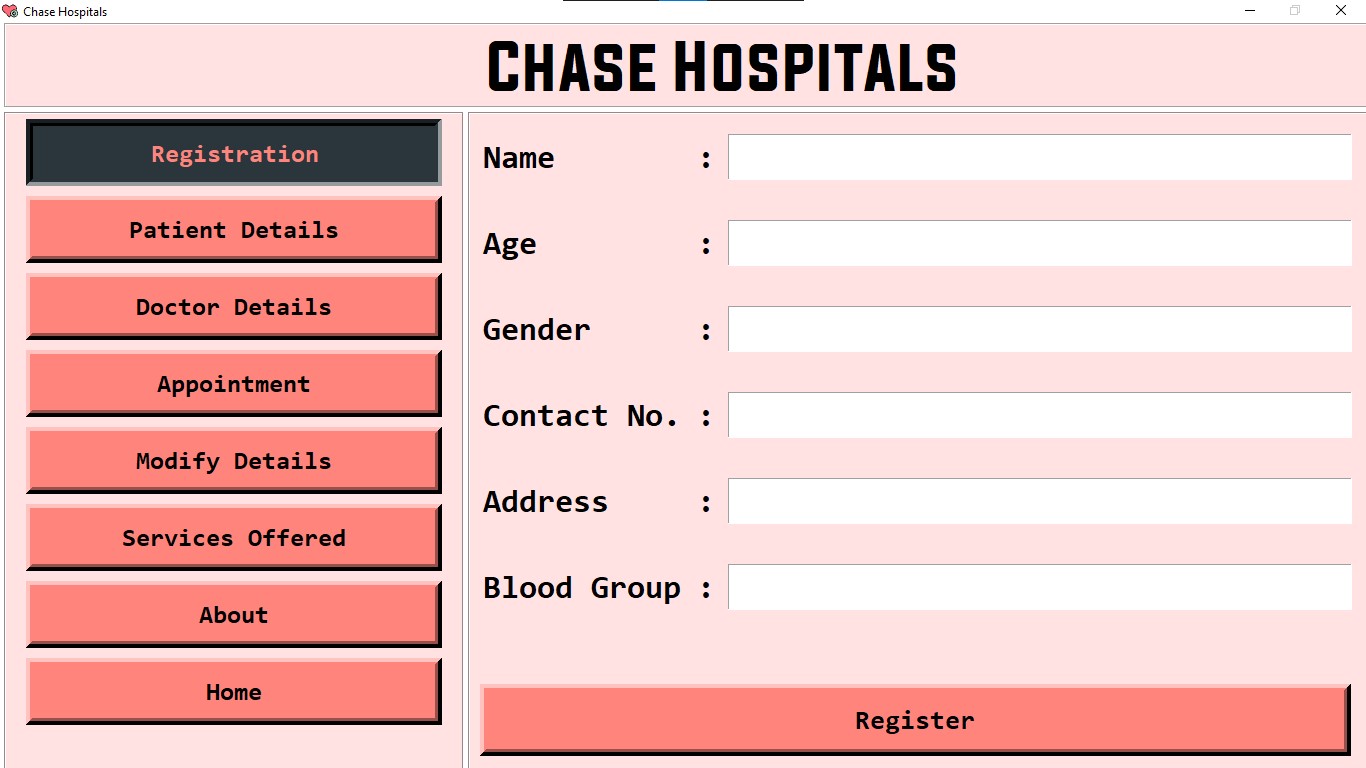 Chase Hospitals
CHASE HOSPITALS
Registration
Patient Details
Doctor Details
Appointment
Modify Details
Services Offered
About
Home
Name :
Age :
Gender :
Contact No. :
Address :
Blood Group :
Register